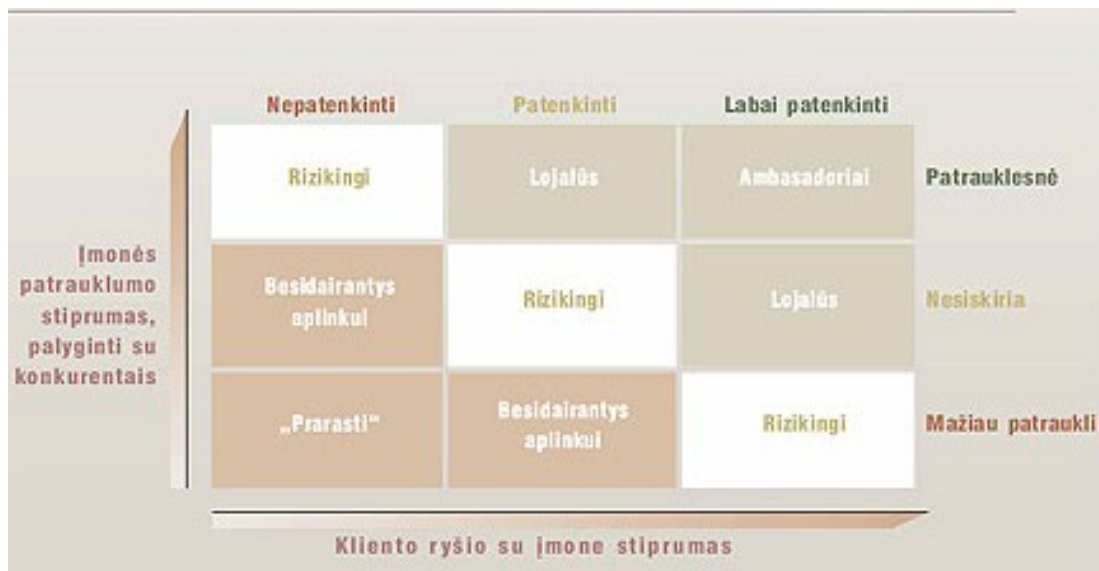 Nepatenkinti Patenkinti Labai patenkinti
Rizikingi Lojalūs Ambasadoriai Patrauklesnė
Įmonės
patrauklumo
stiprumas,
palyginti su
konkurentais
Besidairantys
aplinkui
Rizikingi Lojalūs Nesiskiria
„Prarasti“
Besidairantys
aplinkui
Rizikingi Mažiau patraukli
Kliento ryšio su įmone stiprumas